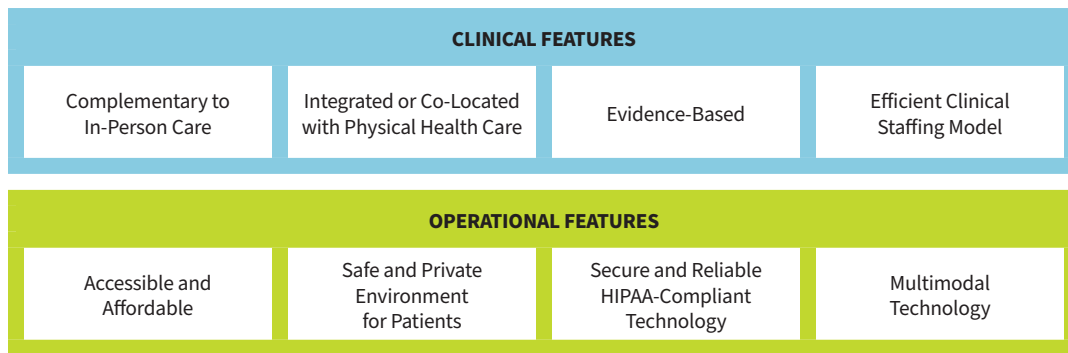 CLINICAL FEATURES
Complementary to
In-Person Care
Integrated or Co-Located
with Physical Health Care
Evidence-Based
Efficient Clinical
Staffing Model
OPERATIONAL FEATURES
Accessible and
Affordable
Safe and Private
Environment
for Patients
Secure and Reliable
HIPAA-Compliant
Technology
Multimodal
Technology